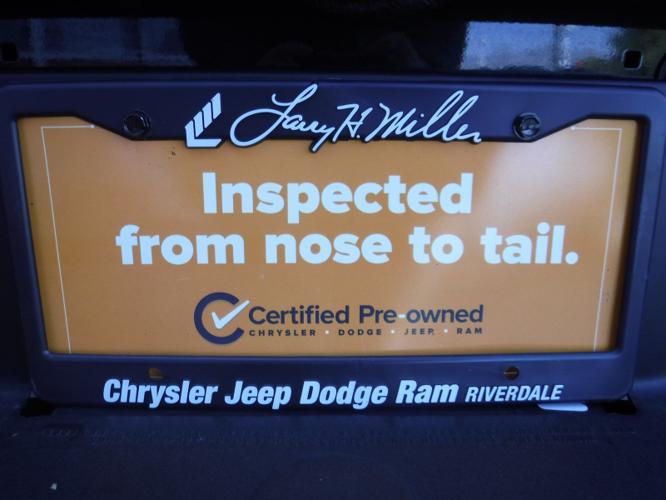 Larry H. Miller
Inspected
from nose to tail.
Certified Pre-owned
CHRYSLER • DODGE • JEEP • RAM
Chrysler Jeep Dodge Ram RIVERDALE